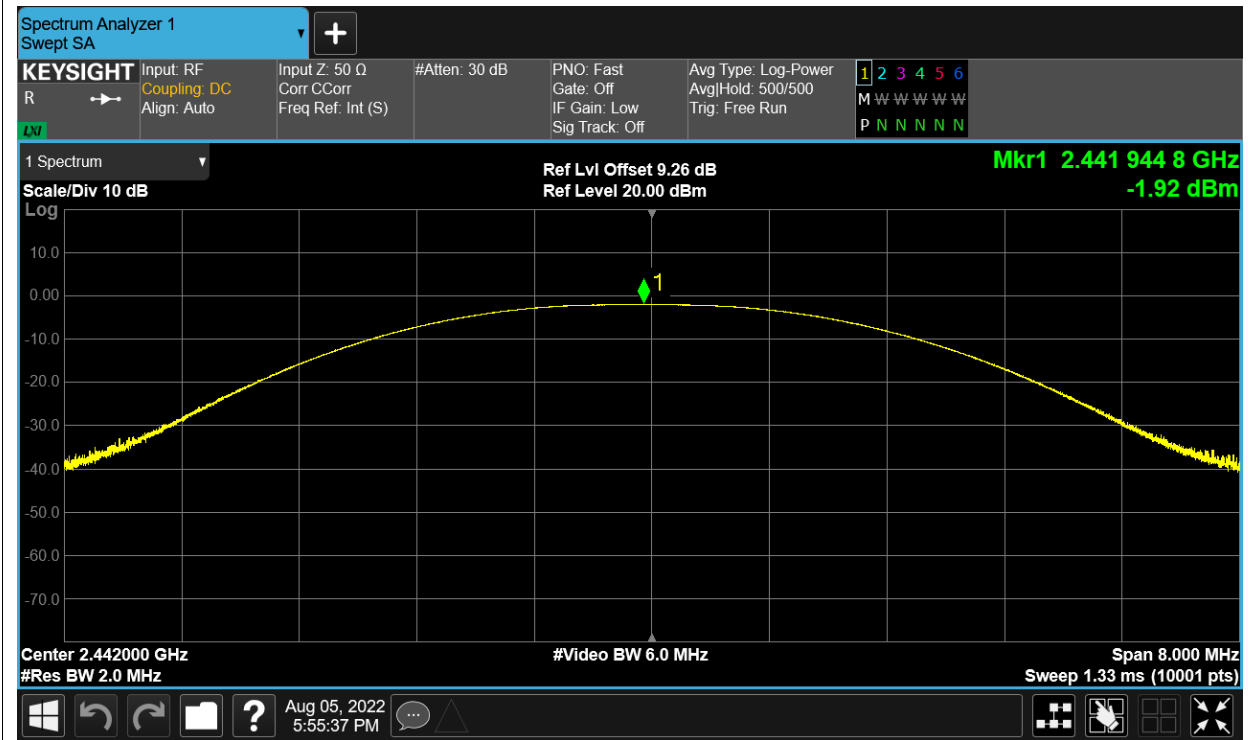 Spectrum Analyzer 1
Swept SA
KEYSIGHT
R
LXI
Input: RF
Coupling: DC
Align: Auto
Input Z: 50 Ω
Corr CCorr
Freq Ref: Int (S)
#Atten: 30 dB
PNO: Fast
Gate: Off
IF Gain: Low
Sig Track: Off
Avg Type: Log-Power
Avg|Hold: 500/500
Trig: Free Run
1 2 3 4 5 6
M W W W W W
P N N N N N
1 Spectrum
Scale/Div 10 dB
Log
Ref Lvl Offset 9.26 dB
Ref Level 20.00 dBm
Mkr1 2.441 944 8 GHz
-1.92 dBm
10.0
0.00
-10.0
-20.0
-30.0
-40.0
-50.0
-60.0
-70.0
1
Center 2.442000 GHz
#Res BW 2.0 MHz
#Video BW 6.0 MHz
Span 8.000 MHz
Sweep 1.33 ms (10001 pts)
?
Aug 05, 2022
5:55:37 PM